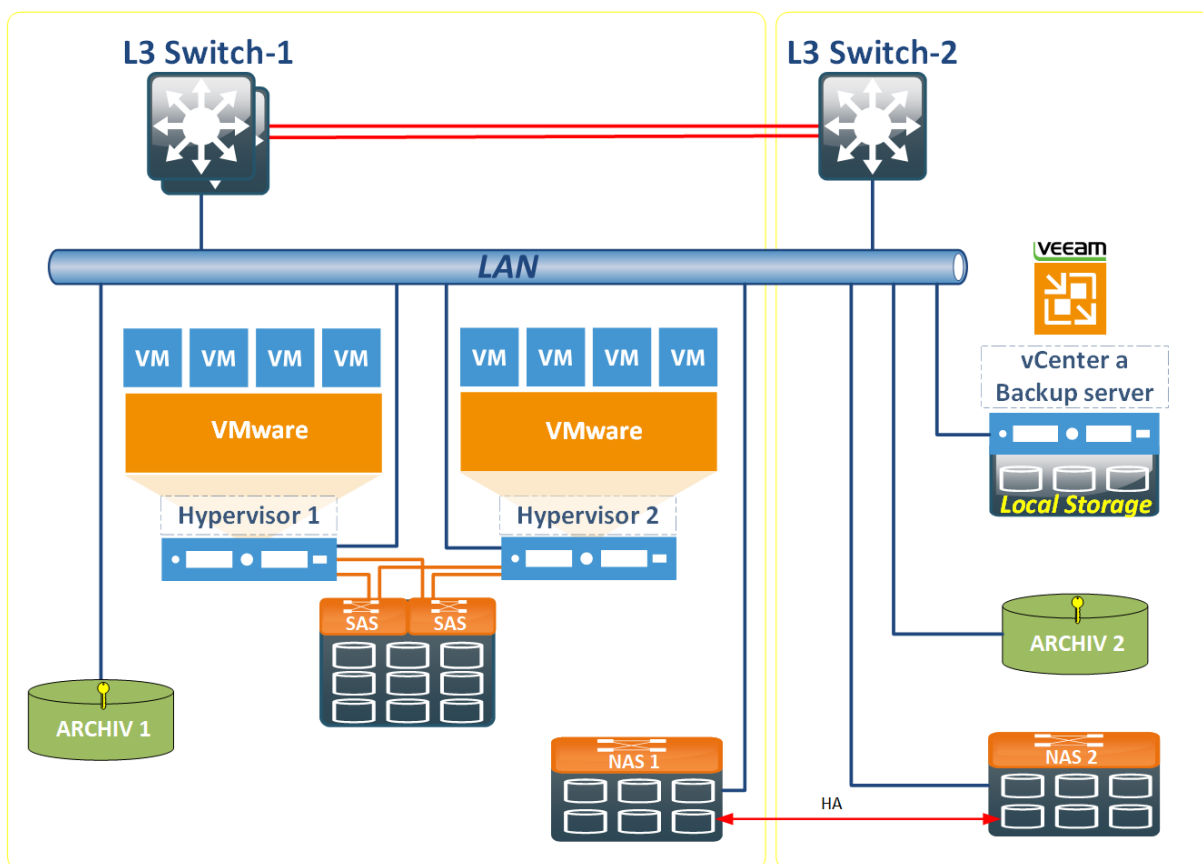 L3 Switch-1
L3 Switch-2
LAN
veeam
VM VM VM VM
VM VM VM VM
vCenter a
Backup server
VMware
VMware
Local Storage
Hypervisor 1
Hypervisor 2
SAS SAS
ARCHIV 2
ARCHIV 1
NAS 1
NAS 2
HA